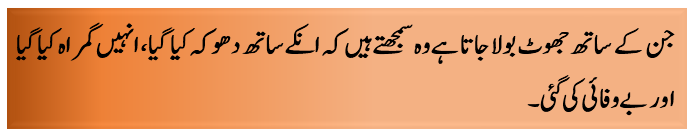 جن کے ساتھ جھوٹ بولا جاتا ہے وہ سمجھتے ہیں کہ انکے ساتھ دھوکہ کیا گیا، انہیں گمراہ کیا گیا
اور بے وفائی کی گئی۔